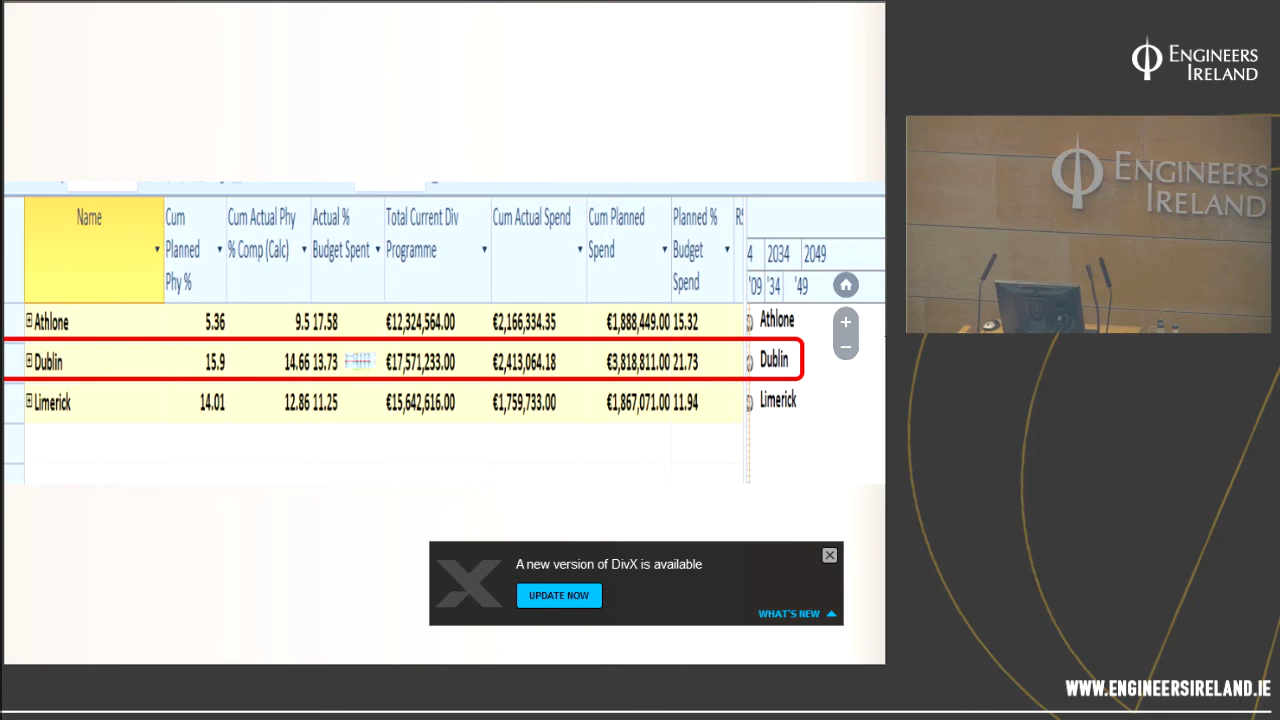 ENGINEERS
IRELAND
ENGINEERS
IRELAND
Name
Cum Planned Phy %
Cum Actual Phy % Comp (Calc)
Actual % Budget Spent
Total Current Div Programme
Cum Actual Spend
Cum Planned Spend
Planned % Budget Spend
4 2034 2049
'09 '34 '49
Athlone 5.36 9.5 17.58 €12,324,564.00 €2,166,334.35 €1,888,449.00 15.32 Athlone
Dublin 15.9 14.66 13.73 €17,571,233.00 €2,413,064.18 €3,818,811.00 21.73 Dublin
Limerick 14.01 12.86 11.25 €15,642,616.00 €1,759,733.00 €1,867,071.00 11.94 Limerick
A new version of DivX is available
UPDATE NOW
WHAT'S NEW
WWW.ENGINEERSIRELAND.IE